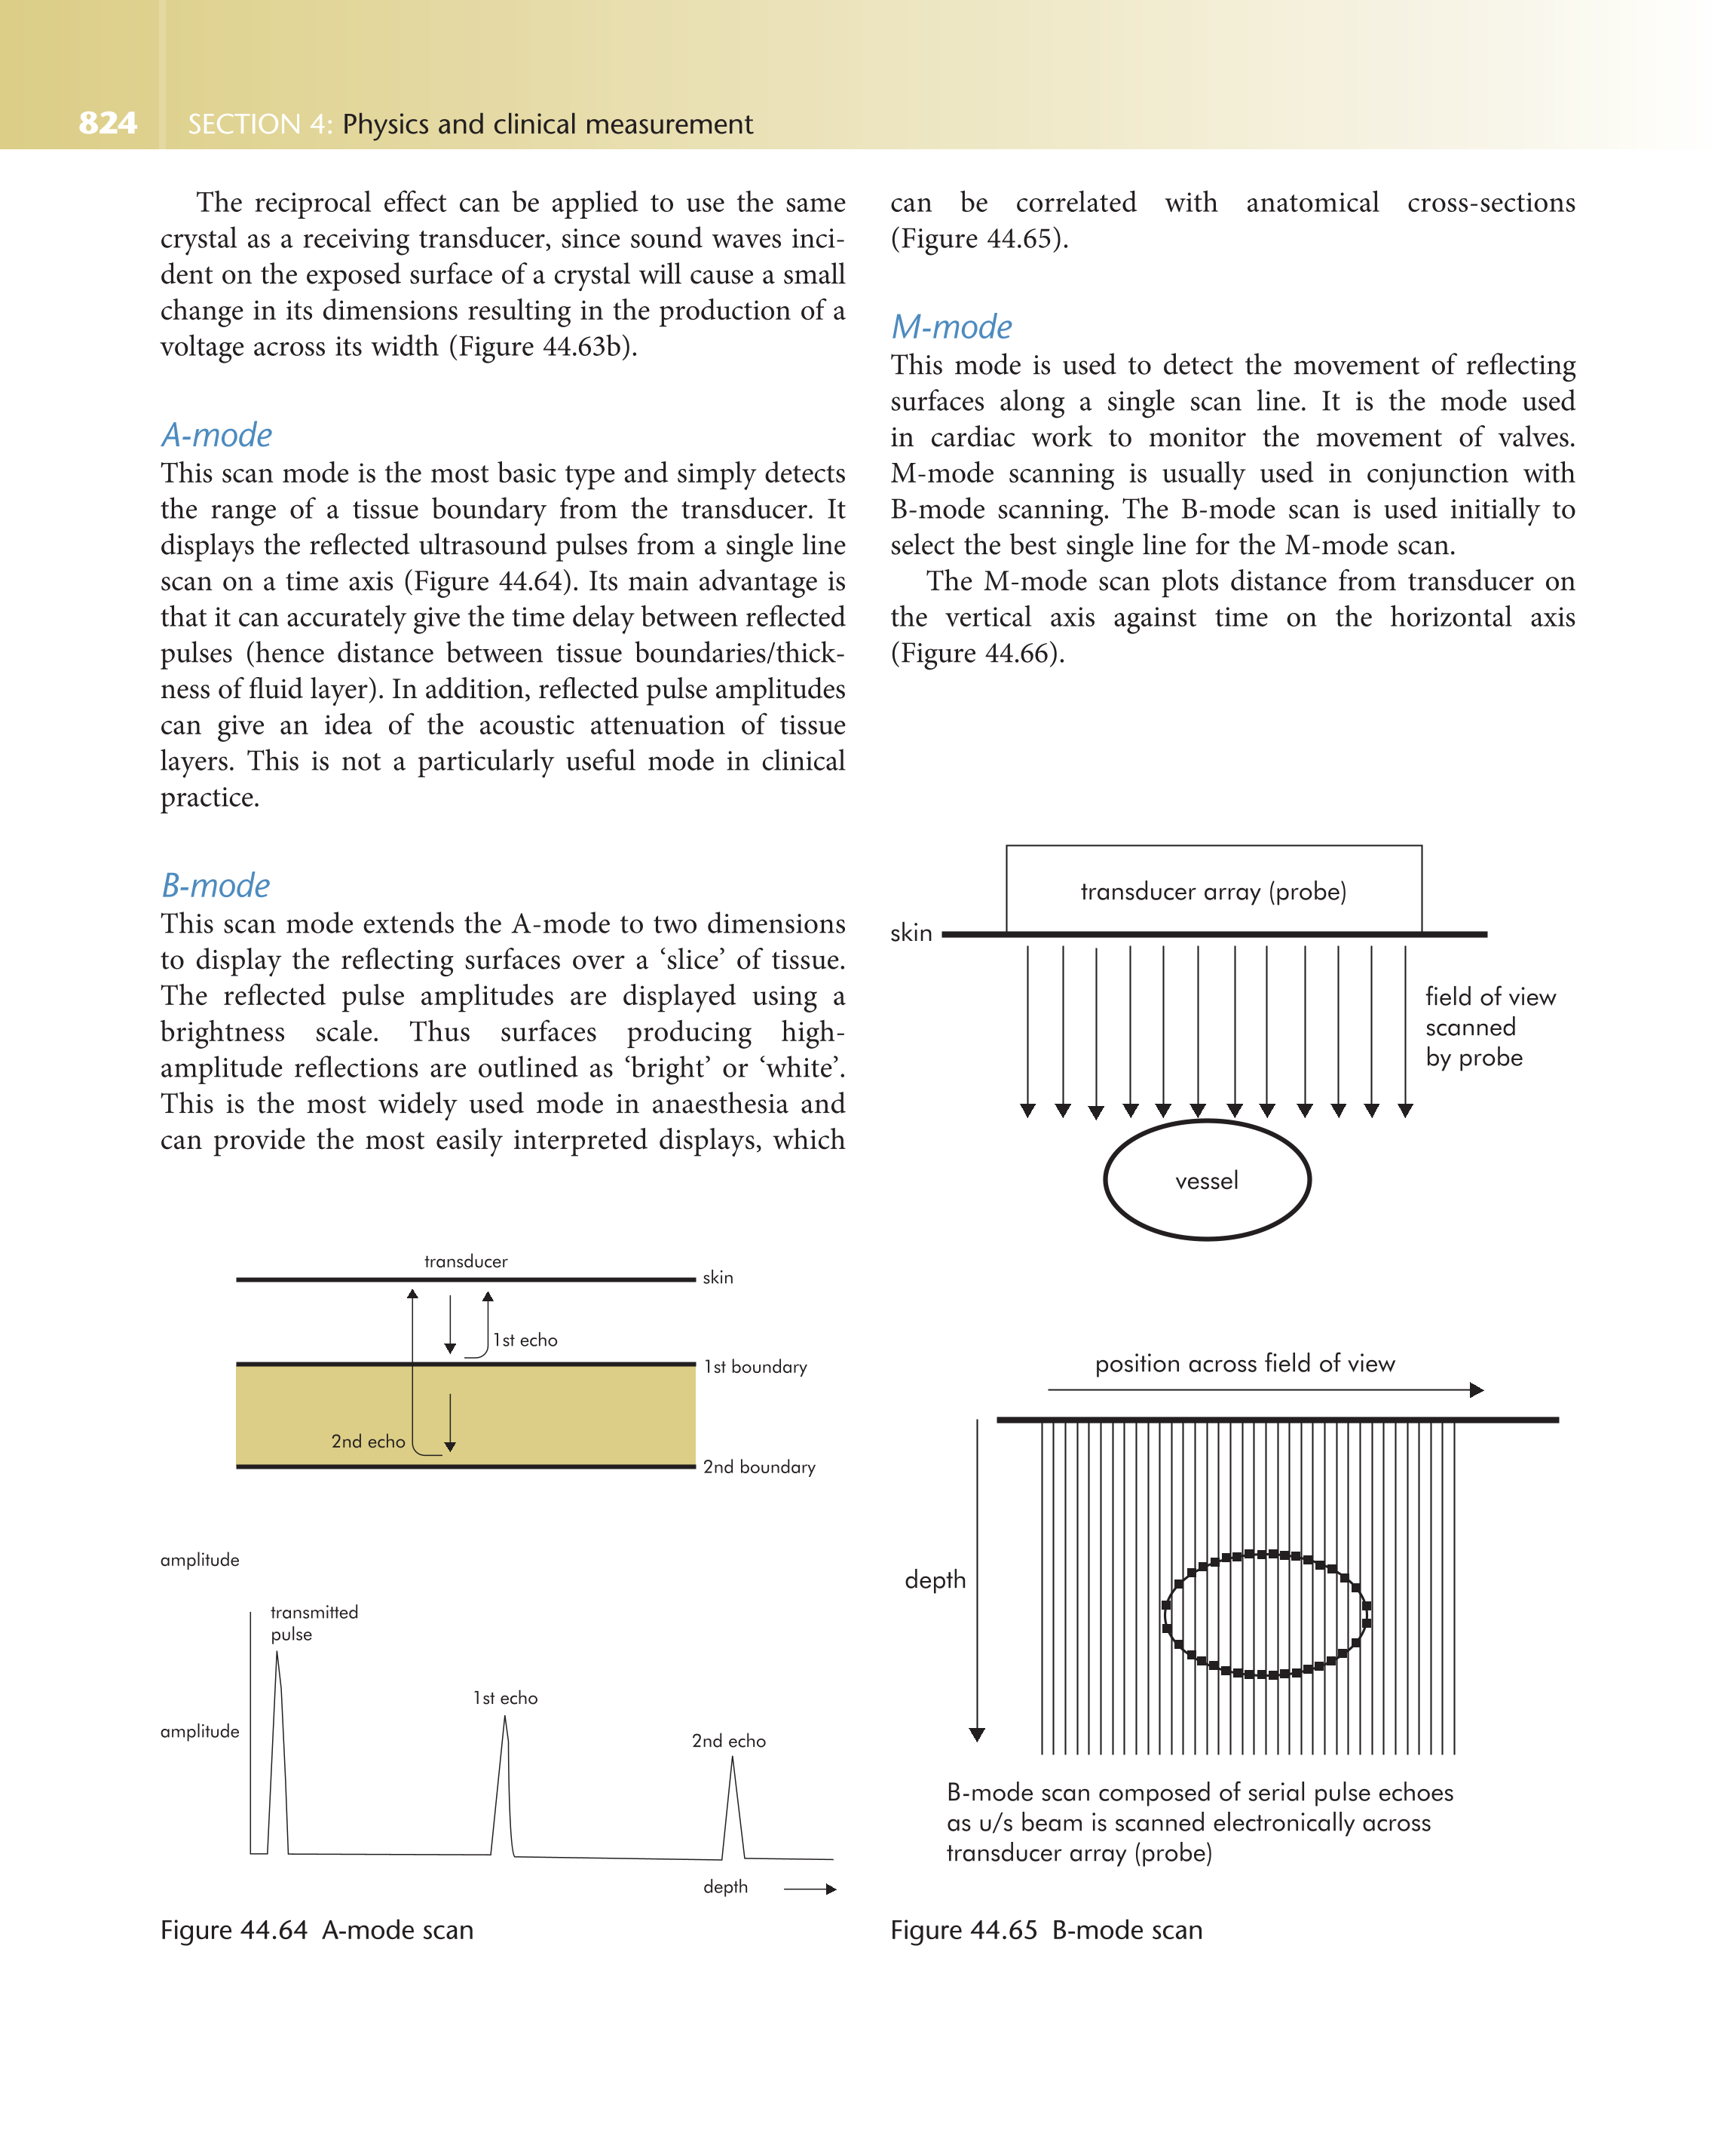 824 SECTION 4: Physics and clinical measurement
The reciprocal effect can be applied to use the same
crystal as a receiving transducer, since sound waves inci-
dent on the exposed surface of a crystal will cause a small
change in its dimensions resulting in the production of a
voltage across its width (Figure 44.63b).
A-mode
This scan mode is the most basic type and simply detects
the range of a tissue boundary from the transducer. It
displays the reflected ultrasound pulses from a single line
scan on a time axis (Figure 44.64). Its main advantage is
that it can accurately give the time delay between reflected
pulses (hence distance between tissue boundaries/thick-
ness of fluid layer). In addition, reflected pulse amplitudes
can give an idea of the acoustic attenuation of tissue
layers. This is not a particularly useful mode in clinical
practice.
B-mode
This scan mode extends the A-mode to two dimensions
to display the reflecting surfaces over a ‘slice’ of tissue.
The reflected pulse amplitudes are displayed using a
brightness scale. Thus surfaces producing high-
amplitude reflections are outlined as ‘bright’ or ‘white’.
This is the most widely used mode in anaesthesia and
can provide the most easily interpreted displays, which
transducer
skin
1st echo
1st boundary
2nd echo
2nd boundary
amplitude
transmitted
pulse
1st echo
amplitude
2nd echo
depth
Figure 44.64 A-mode scan
can be correlated with anatomical cross-sections
(Figure 44.65).
M-mode
This mode is used to detect the movement of reflecting
surfaces along a single scan line. It is the mode used
in cardiac work to monitor the movement of valves.
M-mode scanning is usually used in conjunction with
B-mode scanning. The B-mode scan is used initially to
select the best single line for the M-mode scan.
The M-mode scan plots distance from transducer on
the vertical axis against time on the horizontal axis
(Figure 44.66).
transducer array (probe)
skin
field of view
scanned
by probe
vessel
position across field of view
depth
B-mode scan composed of serial pulse echoes
as u/s beam is scanned electronically across
transducer array (probe)
Figure 44.65 B-mode scan